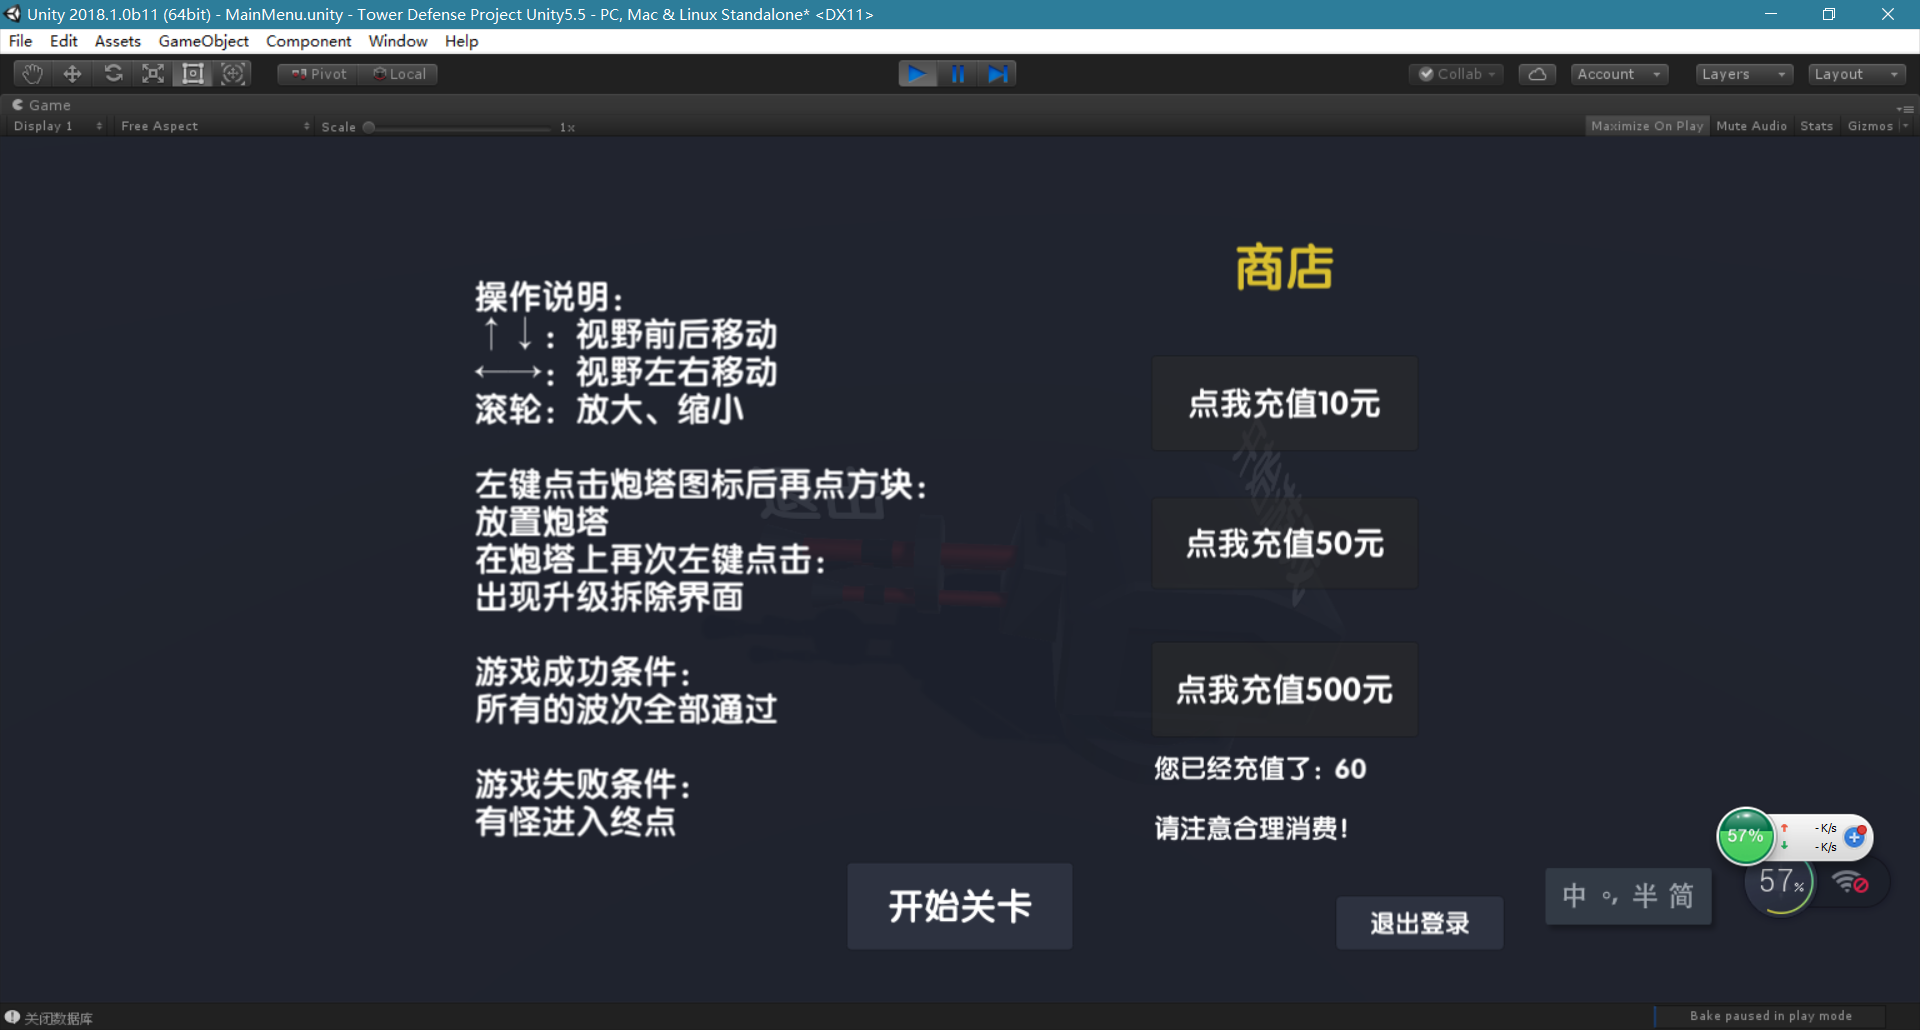 Unity 2018.1.0b11 (64bit) - MainMenu.unity - Tower Defense Project Unity5.5 - PC, Mac & Linux Standalone* <DX11>
File Edit Assets GameObject Component Window Help
Pivot Local Collab Account Layers Layout
Game
Display 1 Free Aspect Scale 1x Maximize On Play Mute Audio Stats Gizmos
操作说明：
↑ ↓：视野前后移动
←→：视野左右移动
滚轮：放大、缩小
左键点击炮塔图标后再点方块：
放置炮塔
在炮塔上再次左键点击：
出现升级拆除界面
游戏成功条件：
所有的波次全部通过
游戏失败条件：
有怪进入终点
退出
商店
点我充值10元
点我充值50元
点我充值500元
您已经充值了：60
请注意合理消费！
开始关卡
退出登录
57%
-K/s
-K/s
57%
中 °, 半 简
关闭数据库
Bake paused in play mode